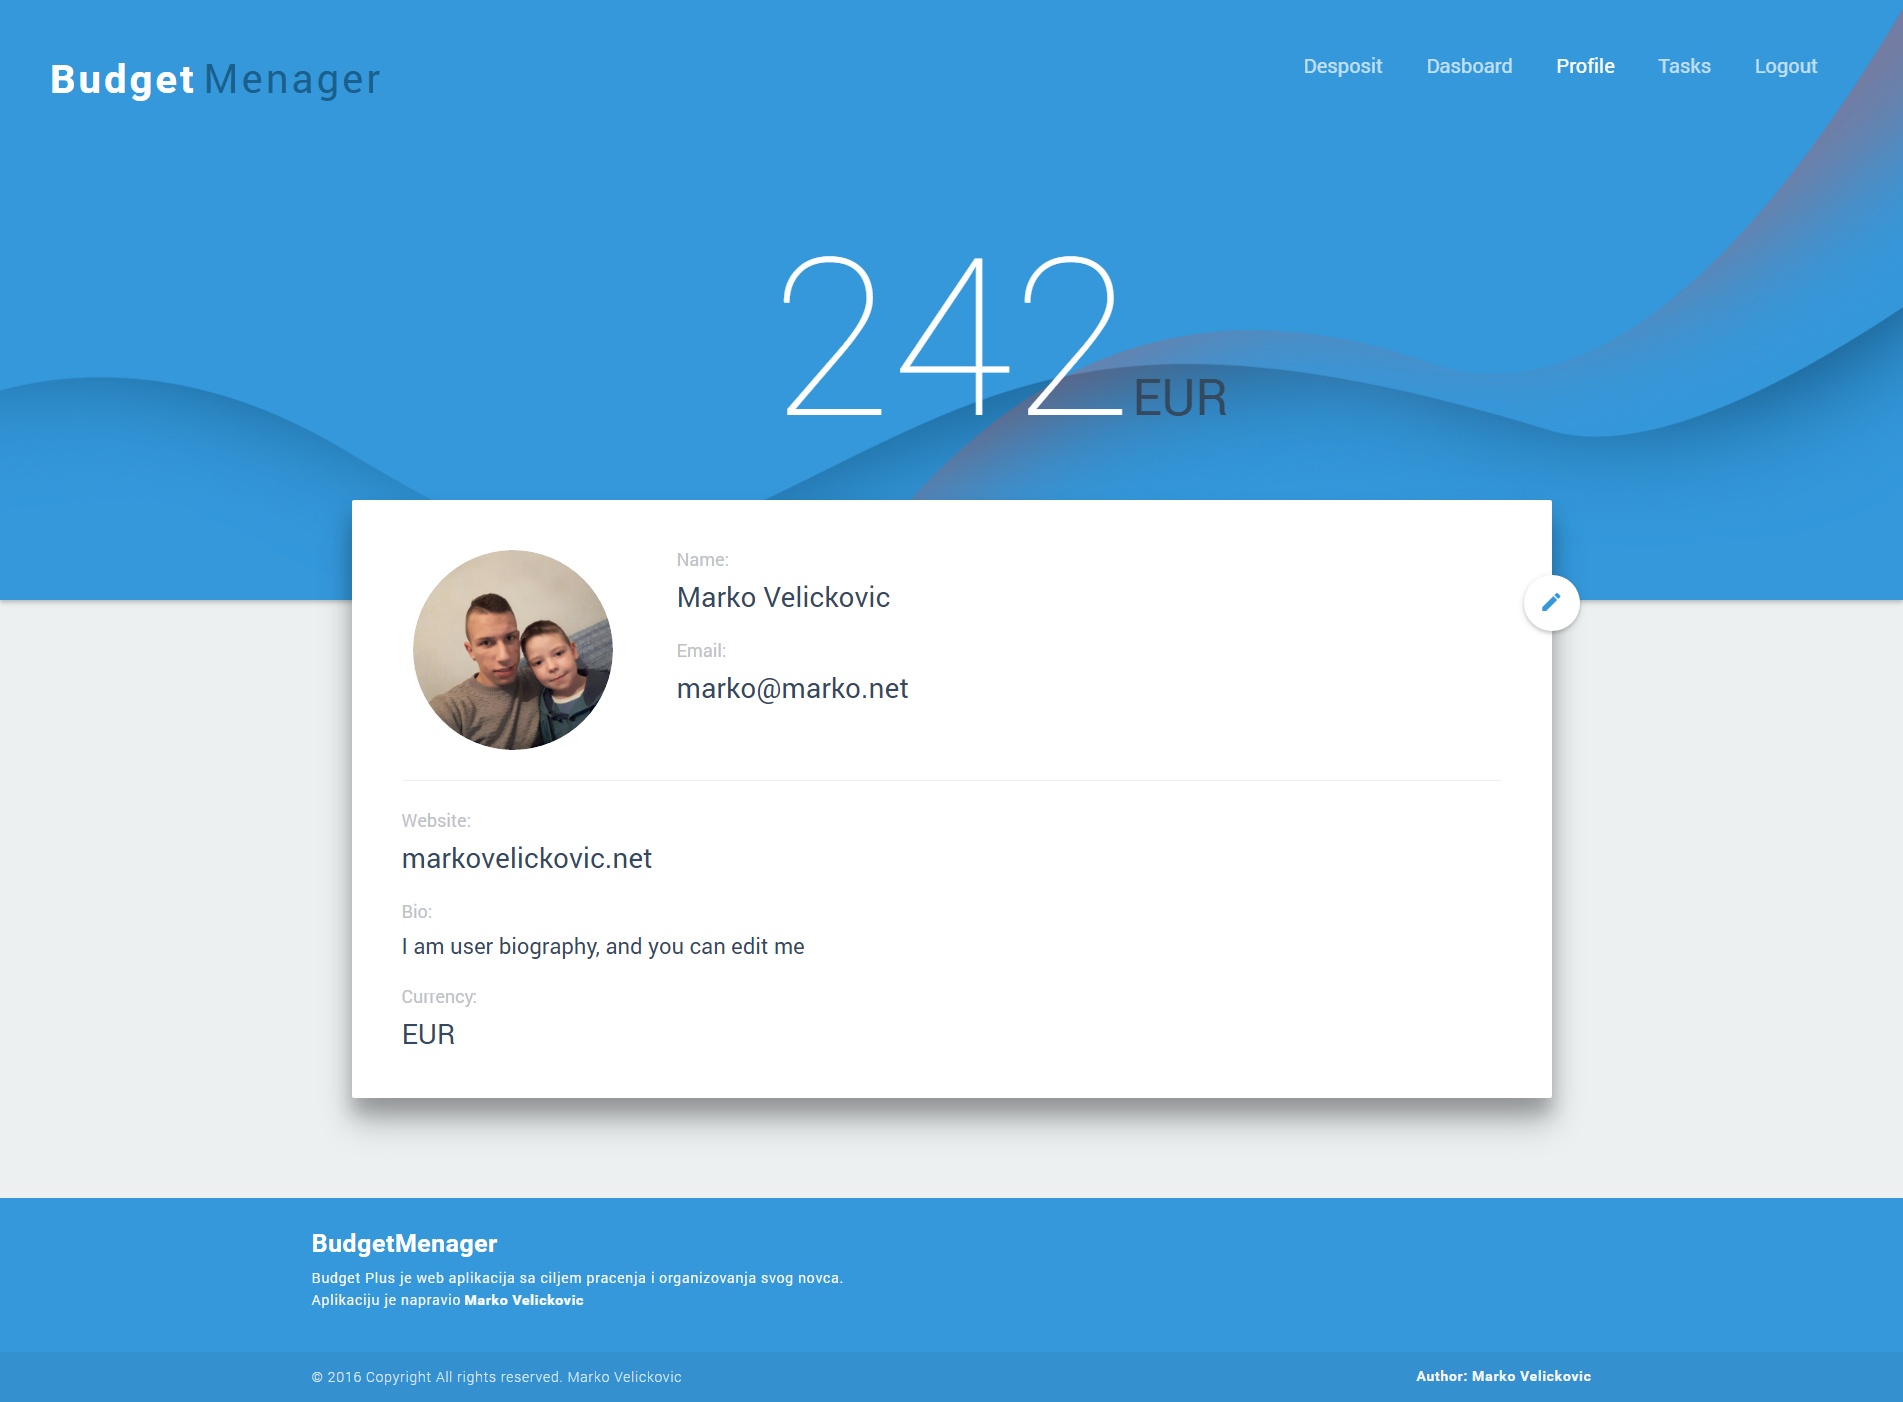 Budget Menager
Desposit Dasboard Profile Tasks Logout
242 EUR
Name:
Marko Velickovic
Email:
marko@marko.net
Website:
markovelickovic.net
Bio:
I am user biography, and you can edit me
Currency:
EUR
BudgetMenager
Budget Plus je web aplikacija sa ciljem pracenja i organizovanja svog novca.
Aplikaciju je napravio Marko Velickovic
© 2016 Copyright All rights reserved. Marko Velickovic
Author: Marko Velickovic